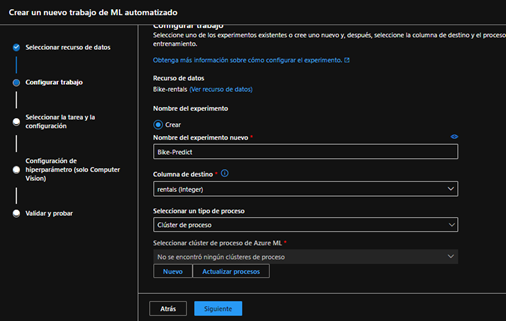 Crear un nuevo trabajo de ML automatizado
Configurar trabajo
Seleccione uno de los experimentos existentes o cree uno nuevo y, después, seleccione la columna de destino y el proceso
entrenamiento.
Obtenga más información sobre cómo configurar el experimento.
Recurso de datos
Bike-rentals (Ver recurso de datos)
Nombre del experimento
Crear
Nombre del experimento nuevo *
Bike-Predict
Columna de destino *
rentals (Integer)
Seleccionar un tipo de proceso
Clúster de proceso
Seleccionar clúster de proceso de Azure ML *
No se encontró ningún clústeres de proceso
Nuevo
Actualizar procesos
Atrás
Siguiente
Seleccionar recurso de datos
Configurar trabajo
Seleccionar la tarea y la
configuración
Configuración de
hiperparámetro (solo Computer
Vision)
Validar y probar